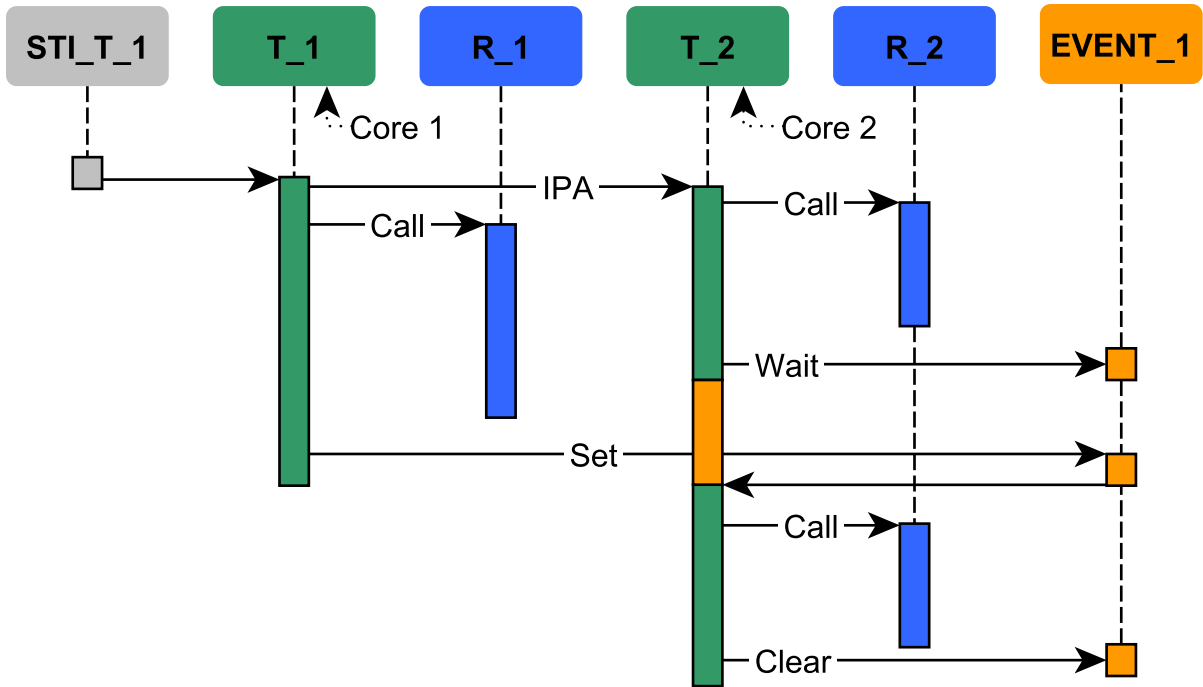 STI_T_1
T_1
R_1
T_2
R_2
EVENT_1
Core 1
Core 2
IPA
Call
Call
Wait
Set
Call
Clear